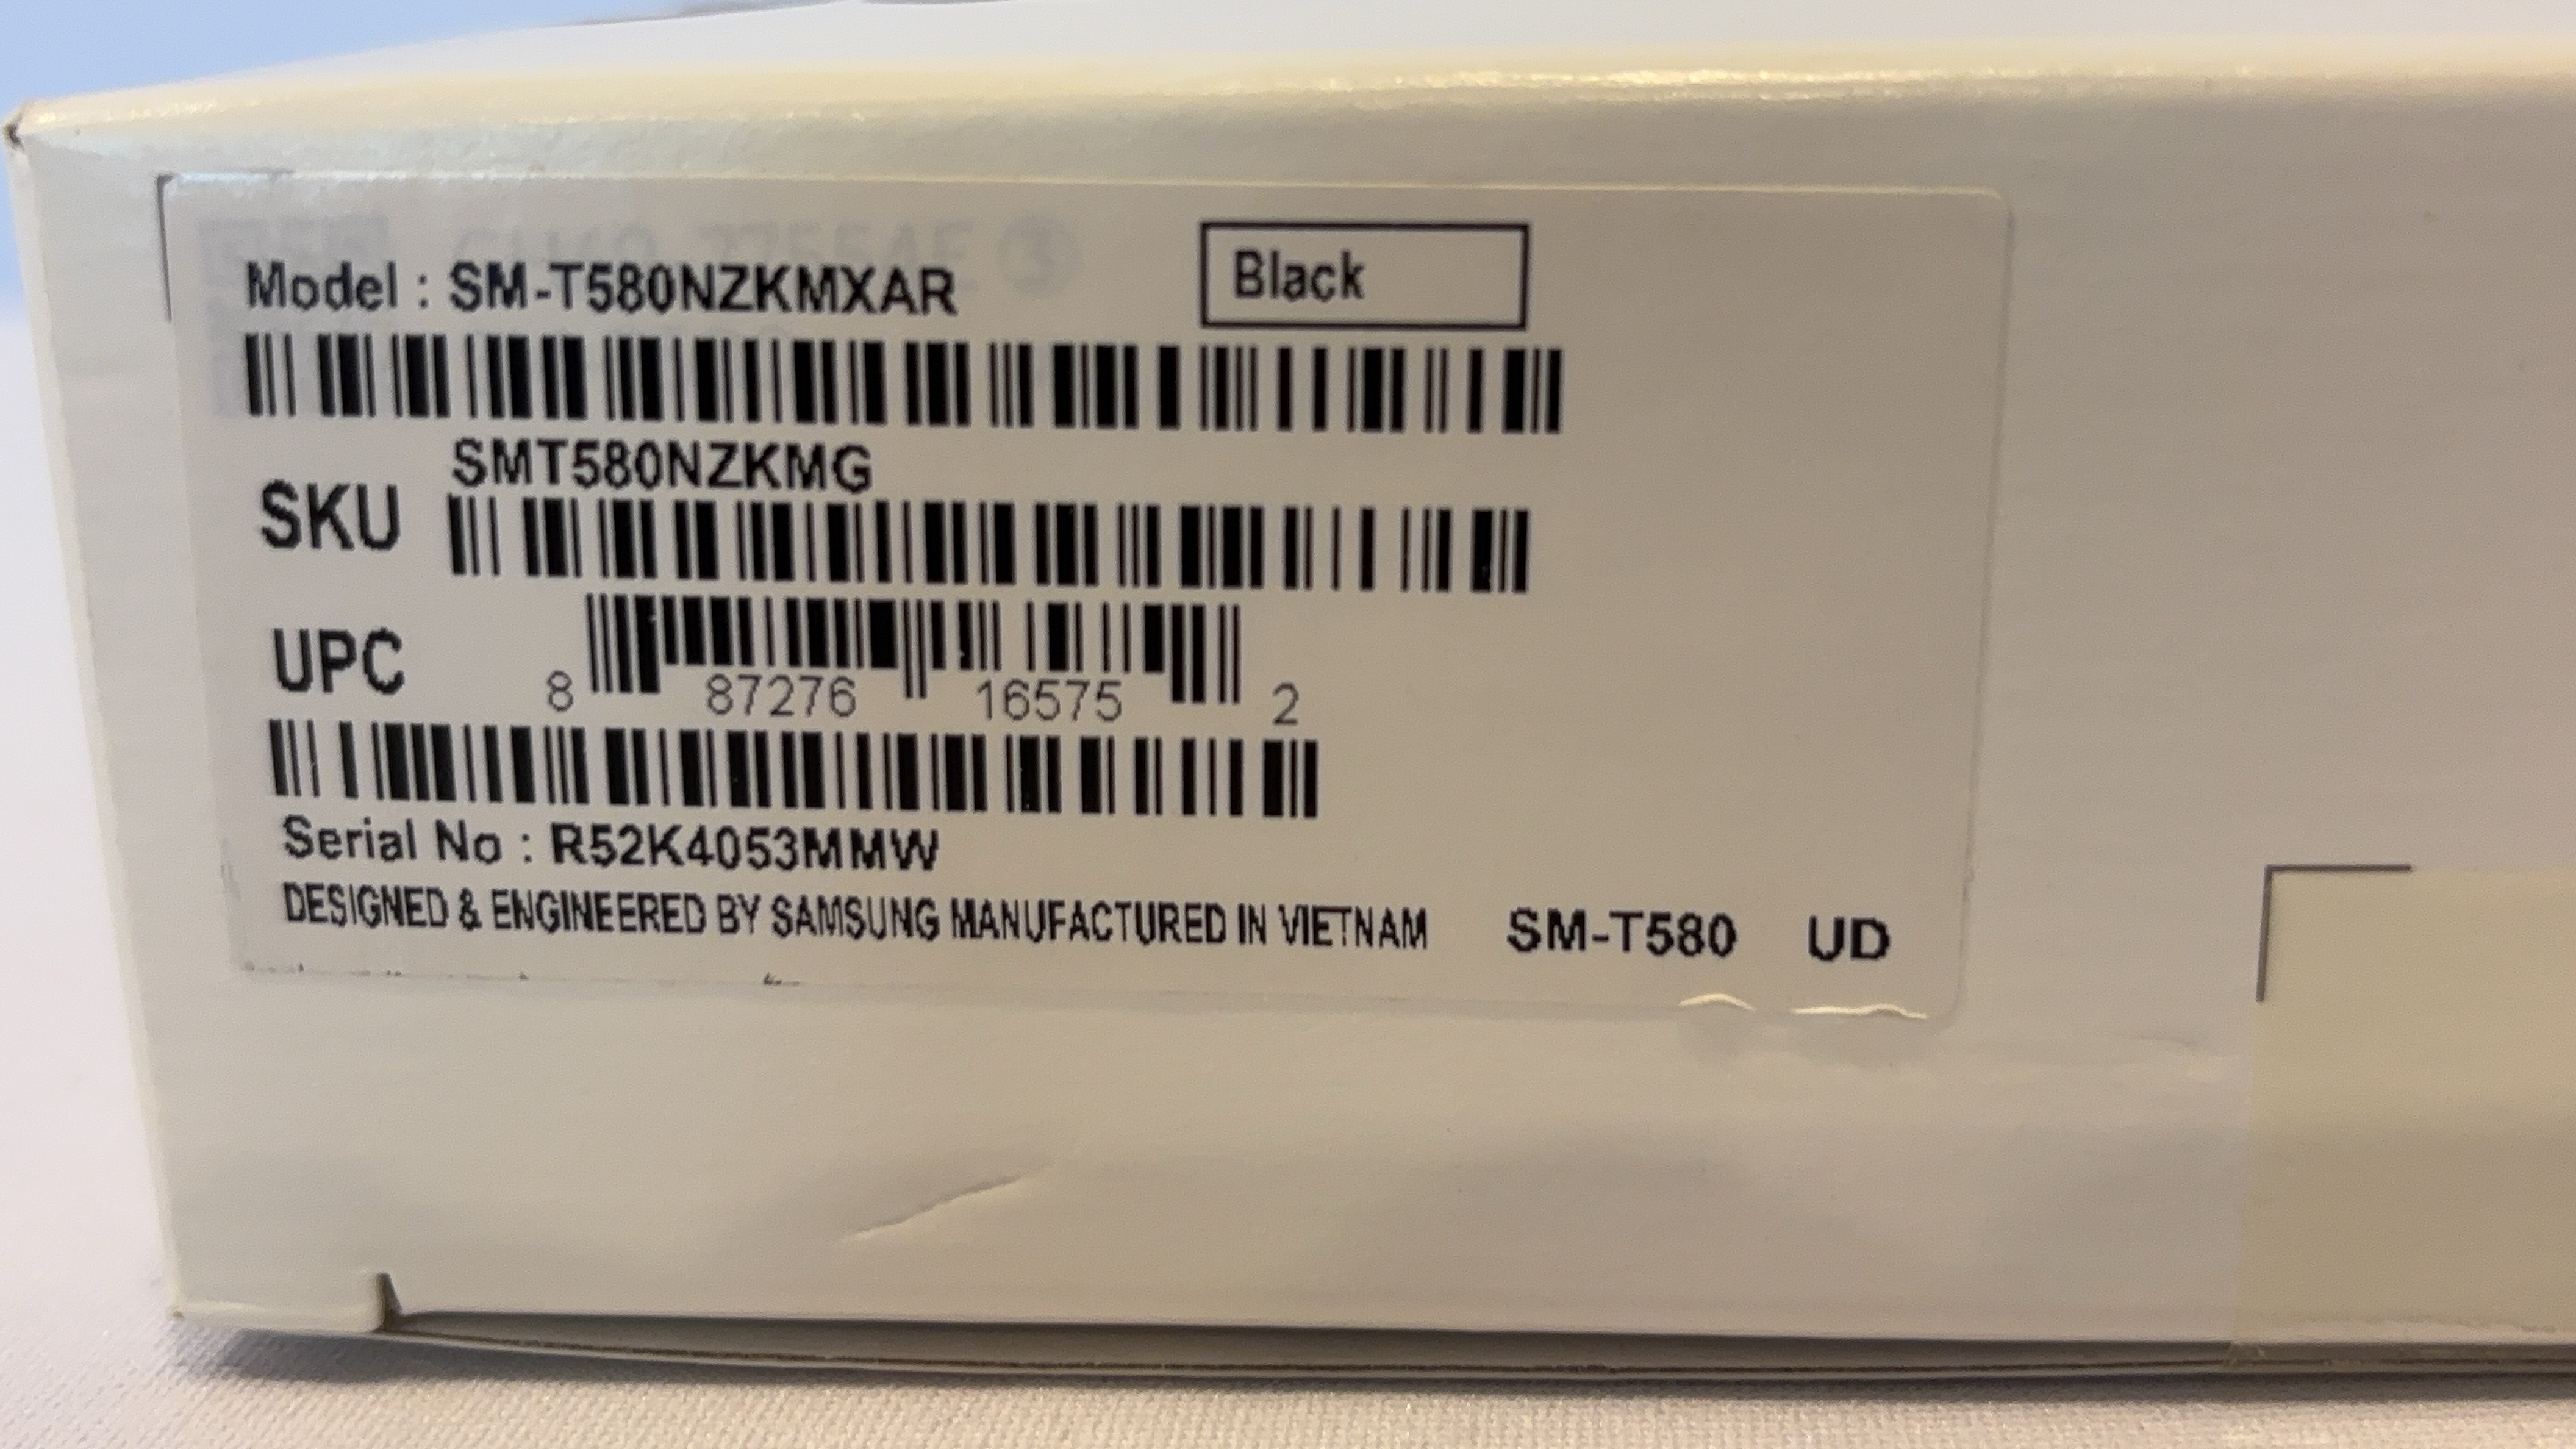 Model : SM-T580NZKMXAR
Black
SMT580NZKMG
SKU
UPC
8 87276 16575 2
Serial No : R52K4053MMW
DESIGNED & ENGINEERED BY SAMSUNG MANUFACTURED IN VIETNAM SM-T580 UD